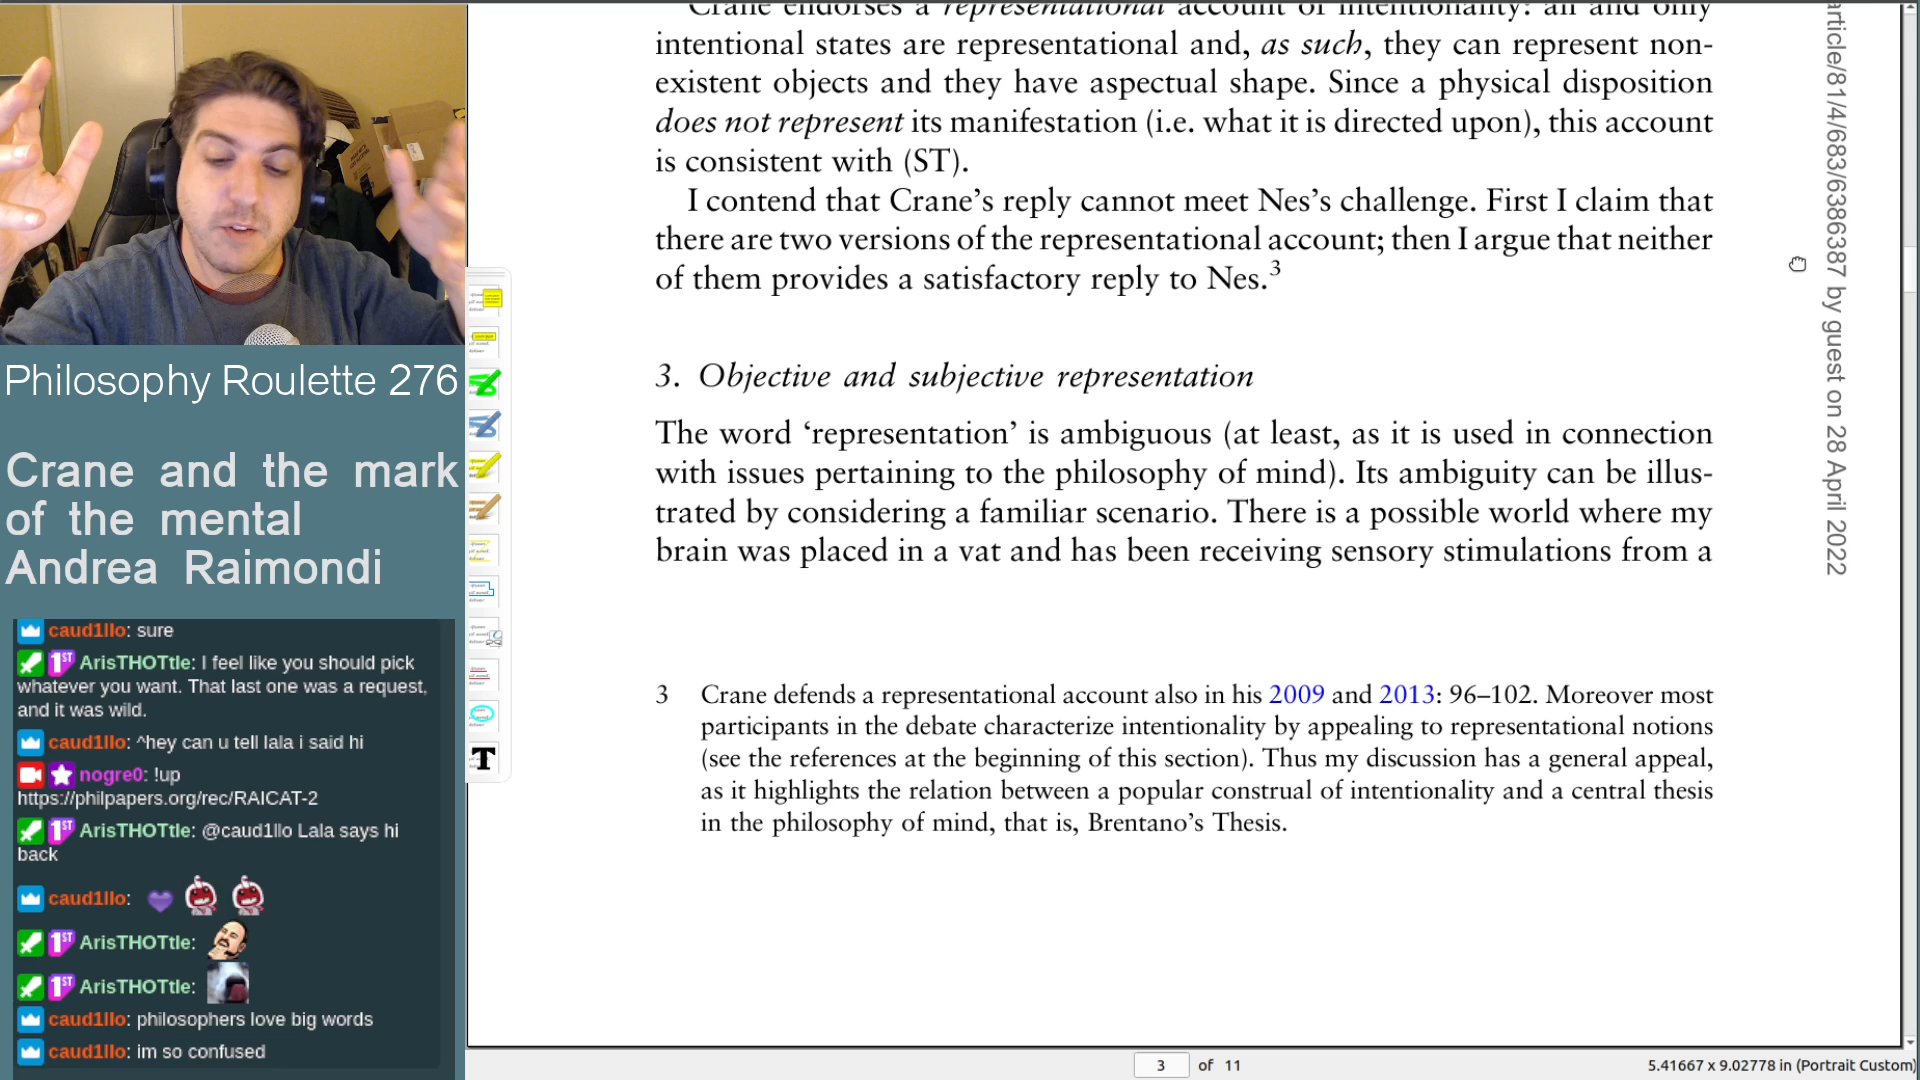 Philosophy Roulette 276
Crane and the mark
of the mental
Andrea Raimondi
caud1llo: sure
1ST ArisTHOTtle: I feel like you should pick
whatever you want. That last one was a request,
and it was wild.
caud1llo: ^hey can u tell lala i said hi
nogre0: !up
https://philpapers.org/rec/RAICAT-2
1ST ArisTHOTtle: @caud1llo Lala says hi
back
caud1llo:
1ST ArisTHOTtle:
1ST ArisTHOTtle:
caud1llo: philosophers love big words
caud1llo: im so confused
T
Crane endorses a representational account of intentionality: all and only
intentional states are representational and, as such, they can represent non-
existent objects and they have aspectual shape. Since a physical disposition
does not represent its manifestation (i.e. what it is directed upon), this account
is consistent with (ST).
I contend that Crane’s reply cannot meet Nes’s challenge. First I claim that
there are two versions of the representational account; then I argue that neither
of them provides a satisfactory reply to Nes.3
3. Objective and subjective representation
The word ‘representation’ is ambiguous (at least, as it is used in connection
with issues pertaining to the philosophy of mind). Its ambiguity can be illus-
trated by considering a familiar scenario. There is a possible world where my
brain was placed in a vat and has been receiving sensory stimulations from a
3 Crane defends a representational account also in his 2009 and 2013: 96–102. Moreover most
participants in the debate characterize intentionality by appealing to representational notions
(see the references at the beginning of this section). Thus my discussion has a general appeal,
as it highlights the relation between a popular construal of intentionality and a central thesis
in the philosophy of mind, that is, Brentano’s Thesis.
article/81/4/683/6386387 by guest on 28 April 2022
3 of 11
5.41667 x 9.02778 in (Portrait Custom)